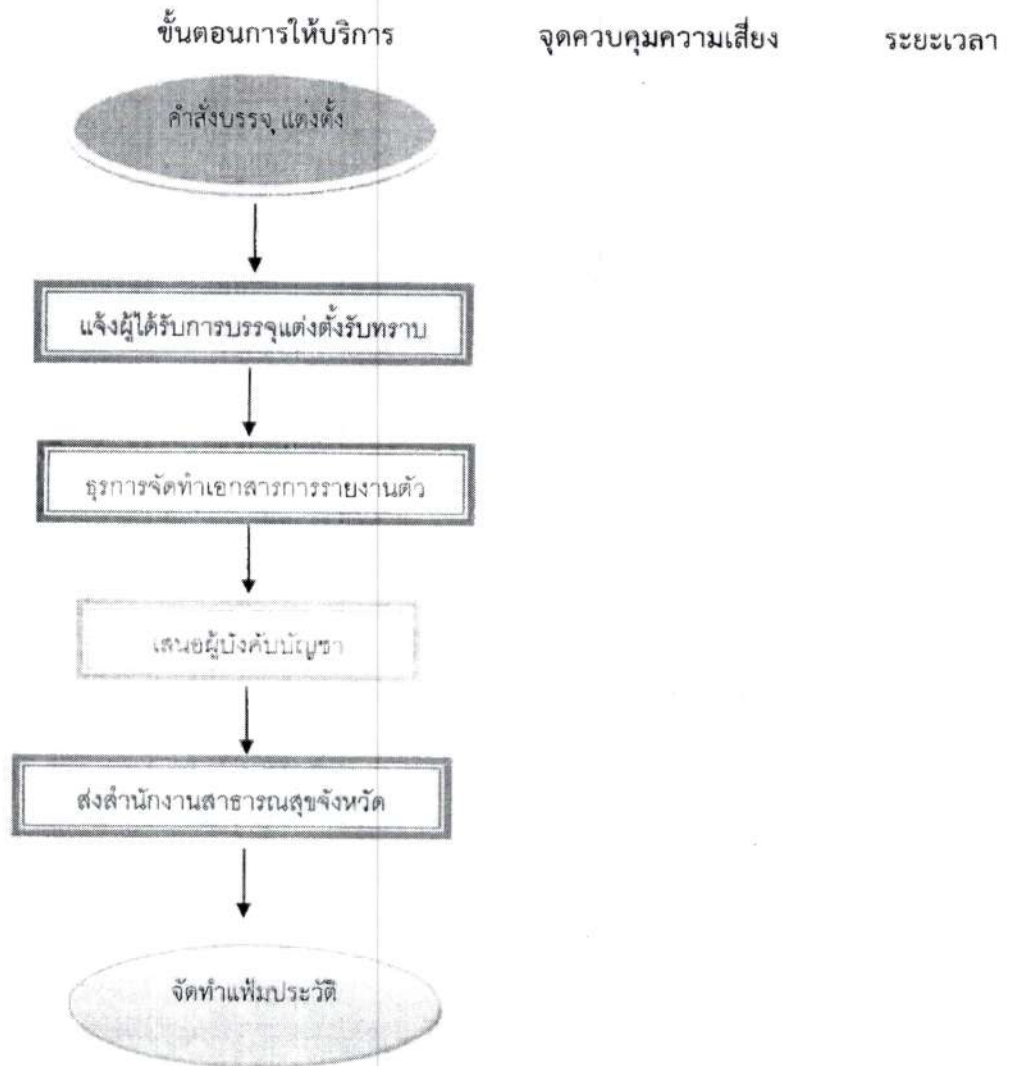 ขั้นตอนการให้บริการ จุดควบคุมความเสี่ยง ระยะเวลา
คำสั่งบรรจุ แต่งตั้ง
แจ้งผู้ได้รับการบรรจุแต่งตั้งรับทราบ
ธุรการจัดทำเอกสารการรายงานตัว
เสนอผู้บังคับบัญชา
ส่งสำนักงานสาธารณสุขจังหวัด
จัดทำแฟ้มประวัติ